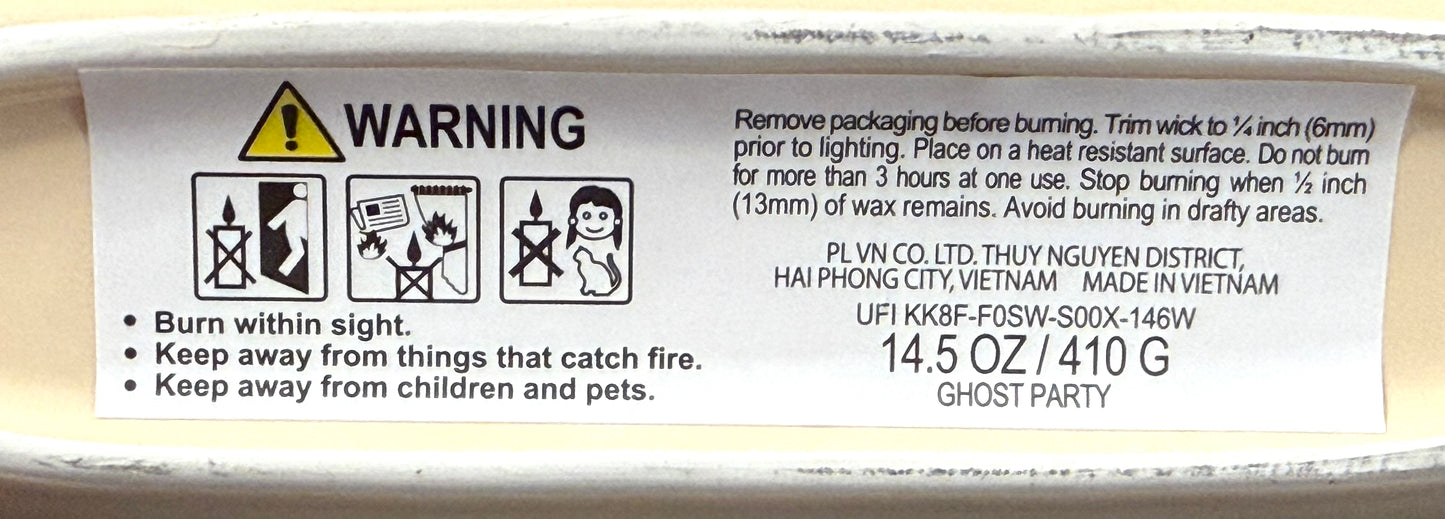 WARNING
• Burn within sight.
• Keep away from things that catch fire.
• Keep away from children and pets.
Remove packaging before burning. Trim wick to ¼ inch (6mm)
prior to lighting. Place on a heat resistant surface. Do not burn
for more than 3 hours at one use. Stop burning when ½ inch
(13mm) of wax remains. Avoid burning in drafty areas.
PL VN CO. LTD. THUY NGUYEN DISTRICT,
HAI PHONG CITY, VIETNAM MADE IN VIETNAM
UFI KK8F-F0SW-S00X-146W
14.5 OZ / 410 G
GHOST PARTY